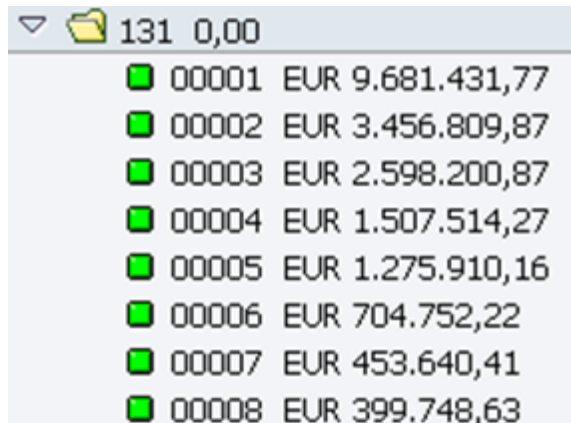 131 0,00
00001 EUR 9.681.431,77
00002 EUR 3.456.809,87
00003 EUR 2.598.200,87
00004 EUR 1.507.514,27
00005 EUR 1.275.910,16
00006 EUR 704.752,22
00007 EUR 453.640,41
00008 EUR 399.748,63